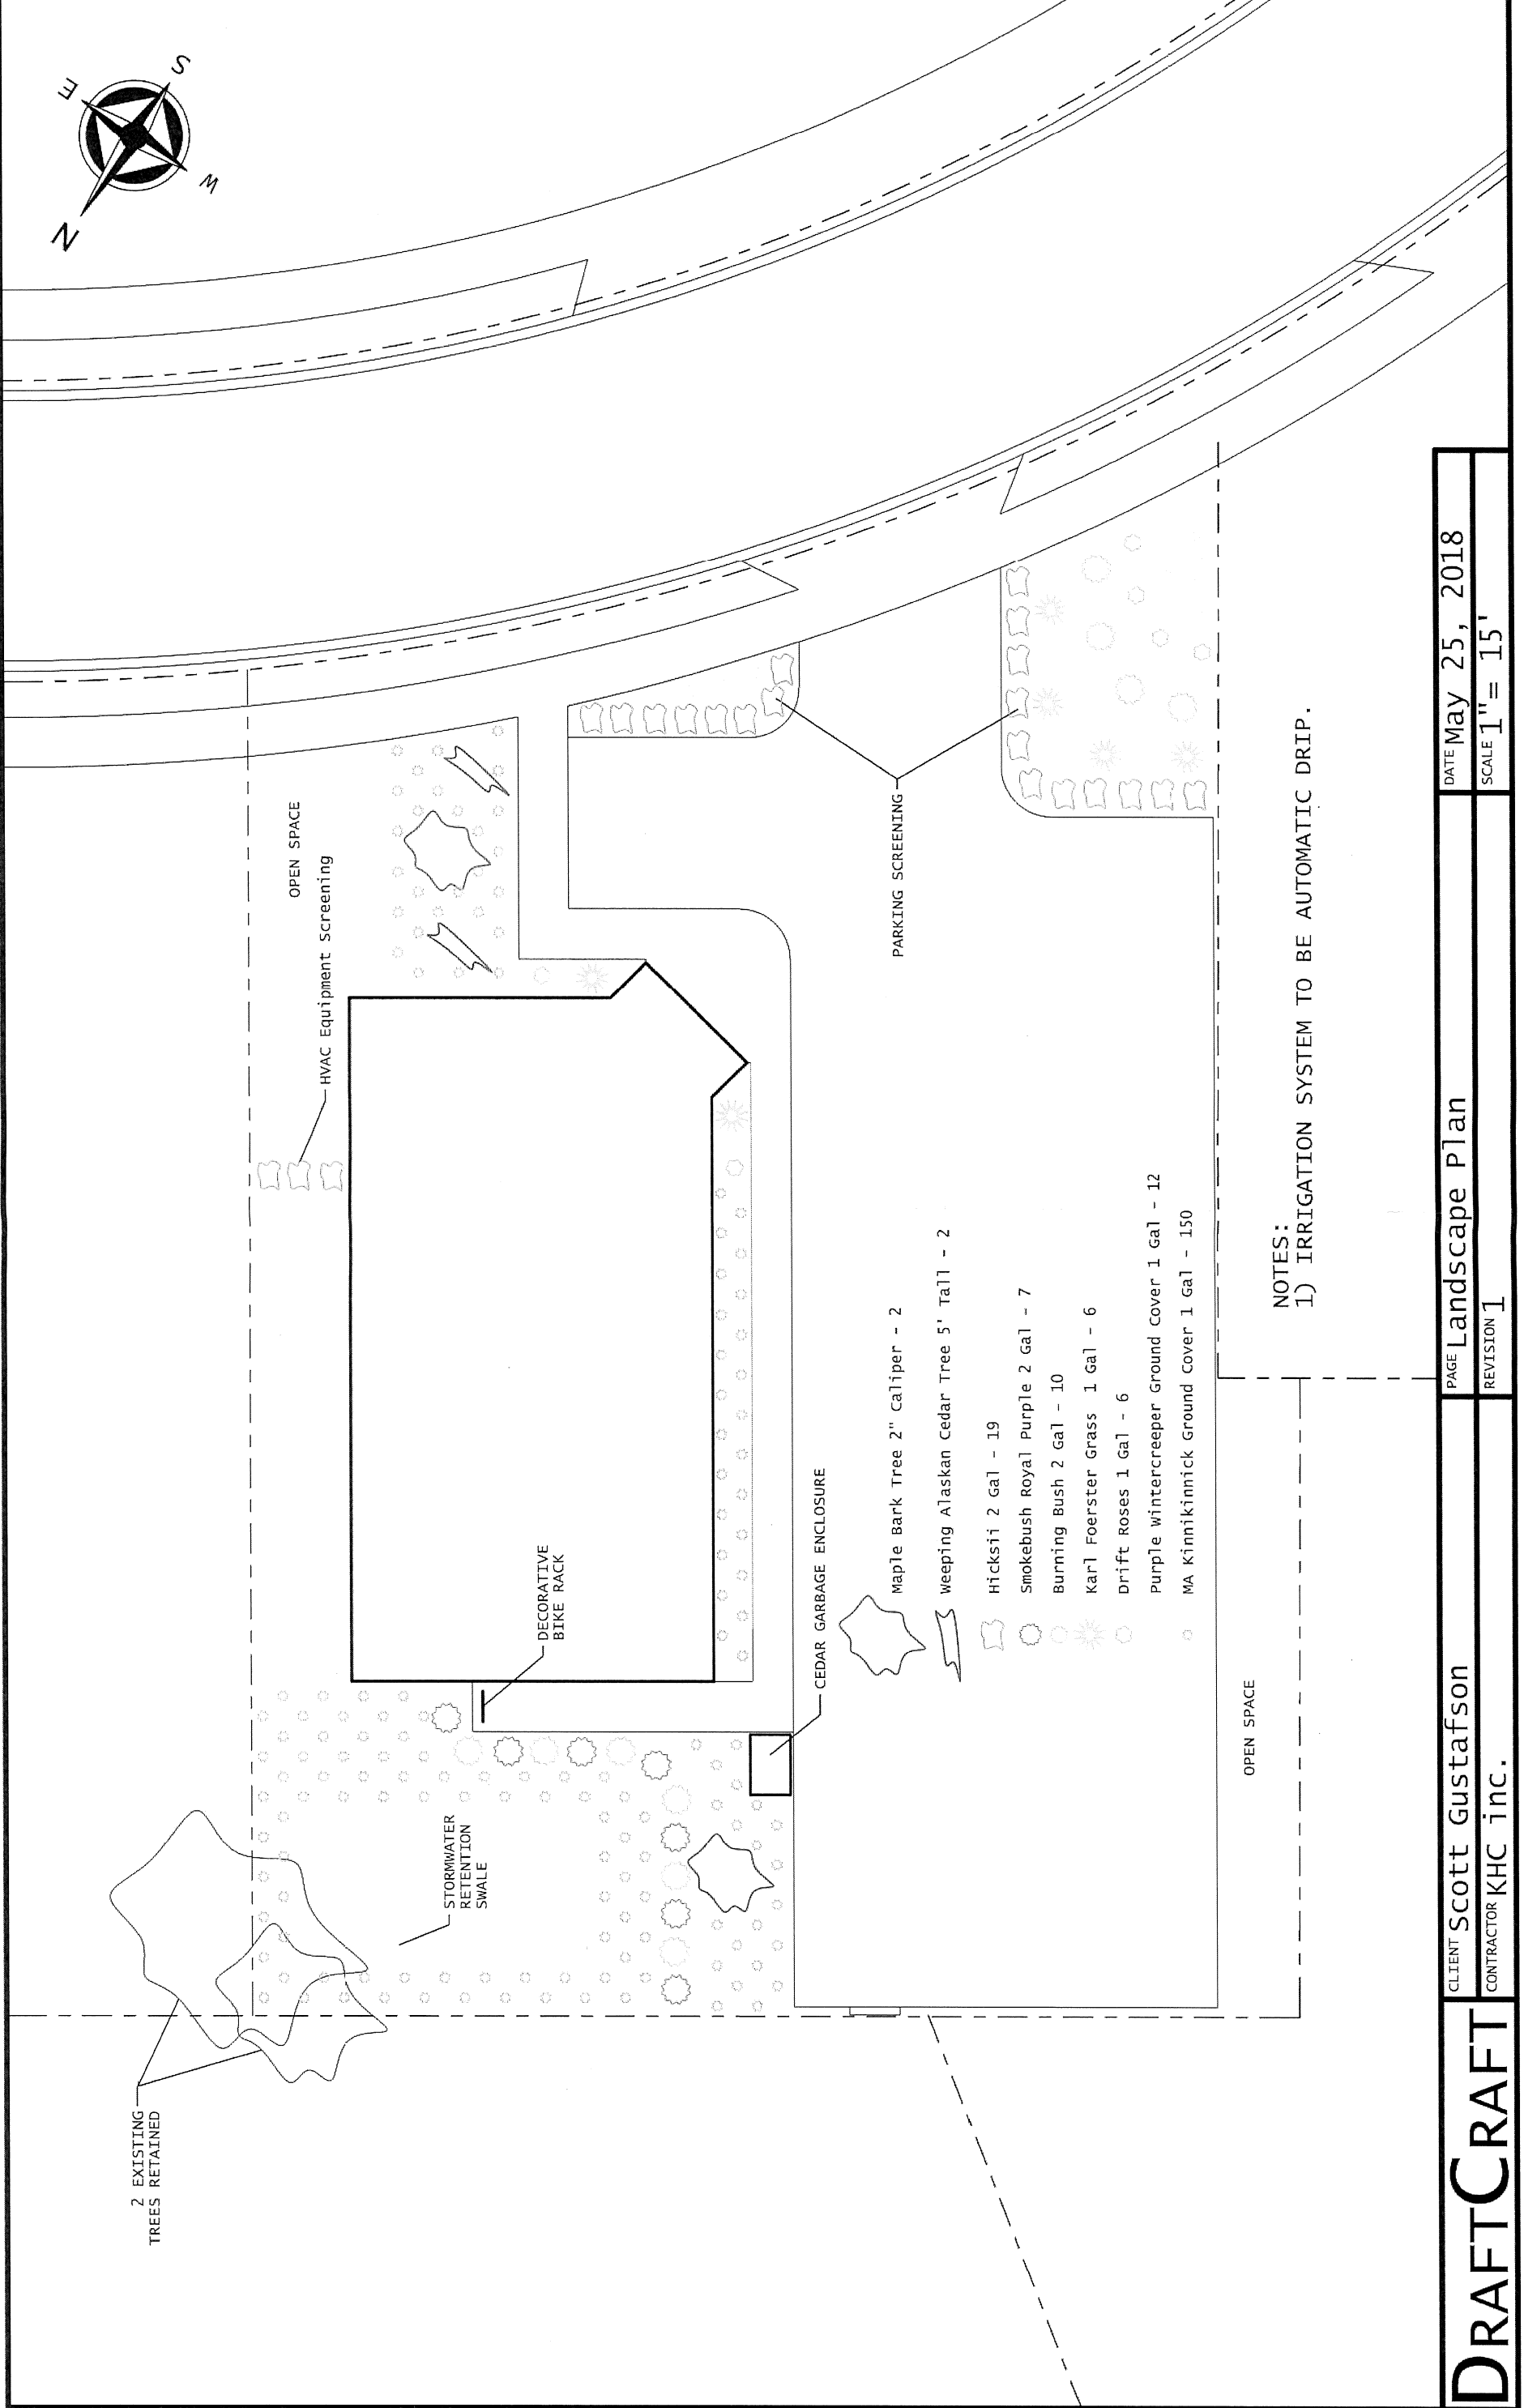 N
E
S
W
2 EXISTING
TREES RETAINED
STORMWATER
RETENTION
SWALE
DECORATIVE
BIKE RACK
CEDAR GARBAGE ENCLOSURE
HVAC Equipment Screening
OPEN SPACE
PARKING SCREENING
Maple Bark Tree 2" Caliper - 2
Weeping Alaskan Cedar Tree 5' Tall - 2
Hicksii 2 Gal - 19
Smokebush Royal Purple 2 Gal - 7
Burning Bush 2 Gal - 10
Karl Foerster Grass 1 Gal - 6
Drift Roses 1 Gal - 6
Purple Wintercreeper Ground Cover 1 Gal - 12
MA Kinnikinnick Ground Cover 1 Gal - 150
OPEN SPACE
NOTES:
1) IRRIGATION SYSTEM TO BE AUTOMATIC DRIP.
DRAFTCRAFT
CLIENT Scott Gustafson
CONTRACTOR KHC inc.
PAGE Landscape Plan
REVISION 1
DATE May 25, 2018
SCALE 1"= 15'